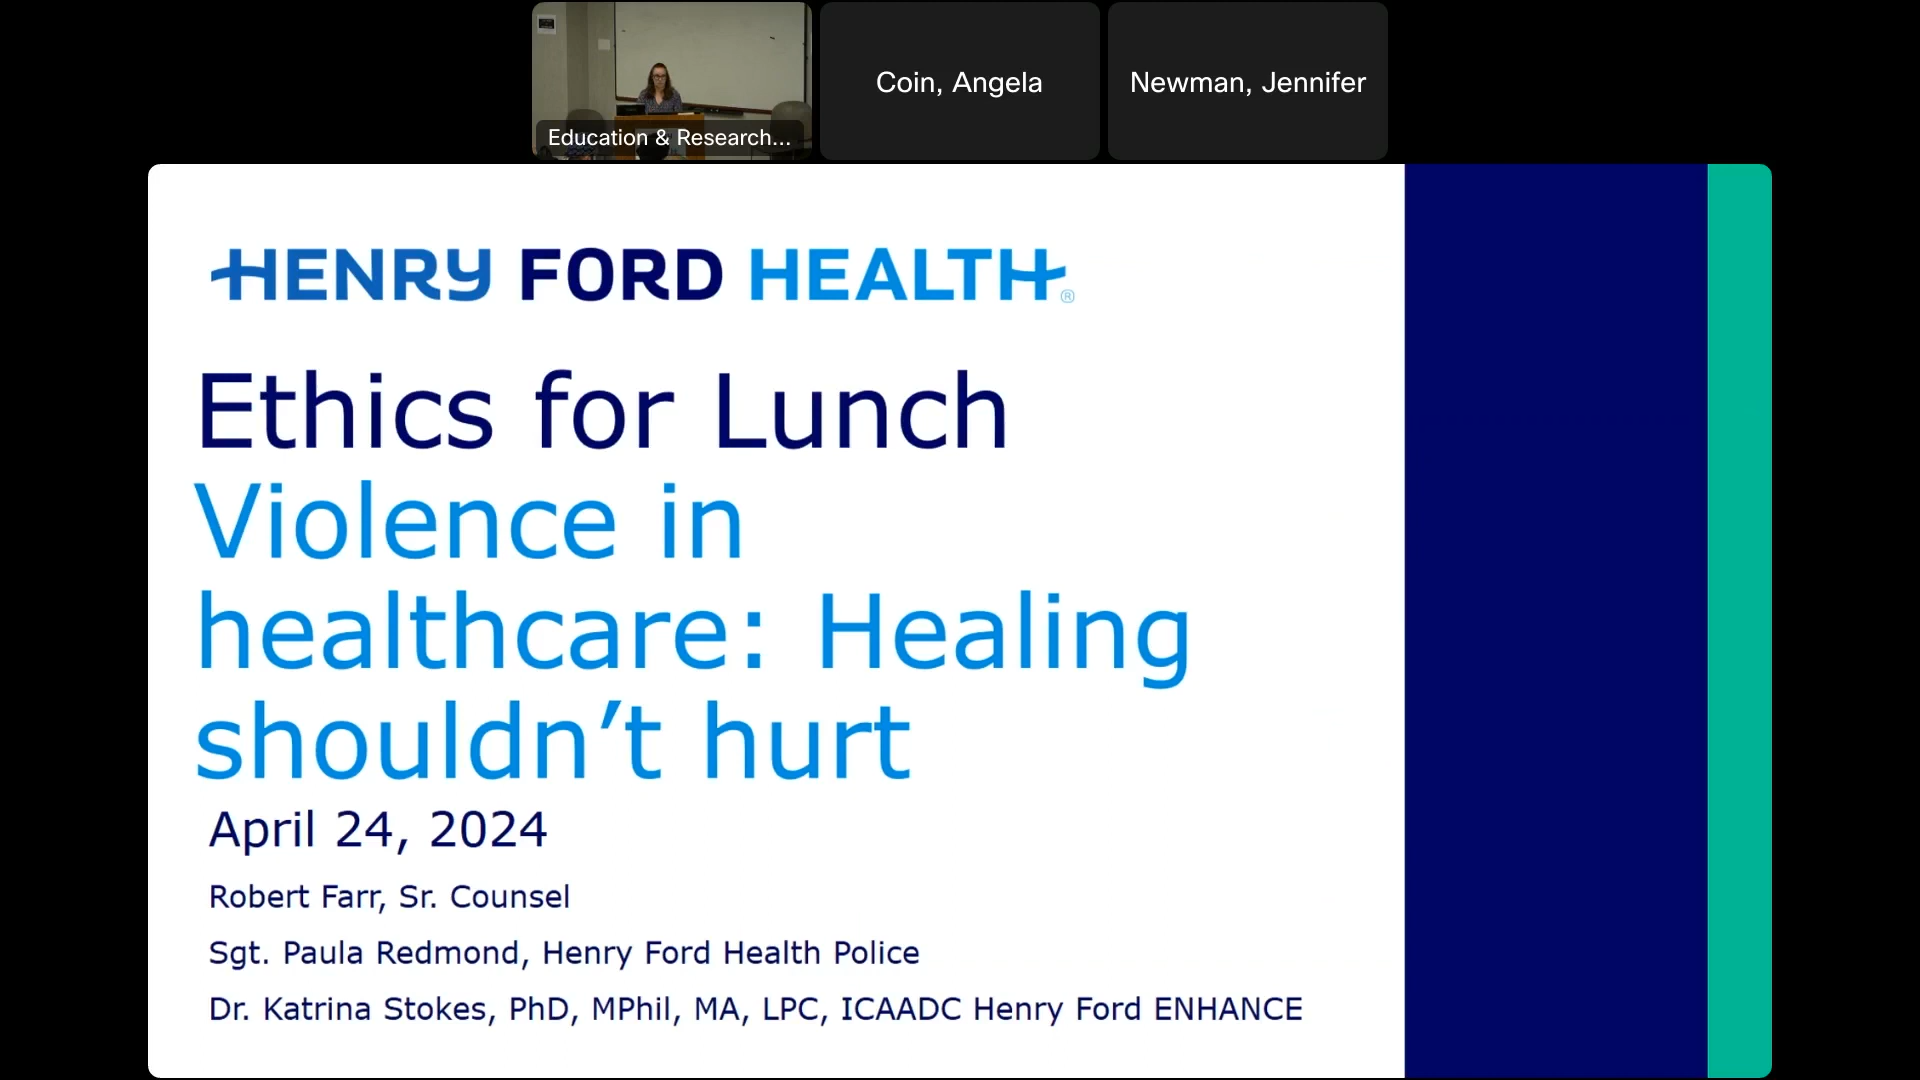 Education & Research...
Coin, Angela
Newman, Jennifer
HENRY FORD HEALTH®
Ethics for Lunch
Violence in
healthcare: Healing
shouldn’t hurt
April 24, 2024
Robert Farr, Sr. Counsel
Sgt. Paula Redmond, Henry Ford Health Police
Dr. Katrina Stokes, PhD, MPhil, MA, LPC, ICAADC Henry Ford ENHANCE